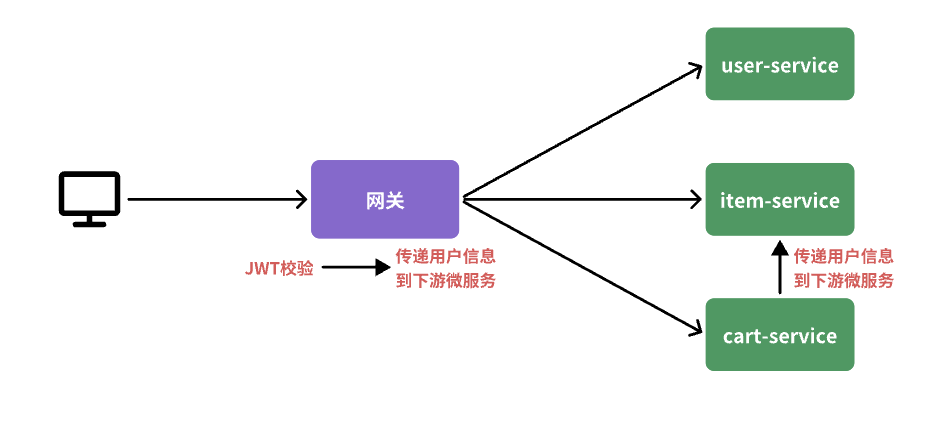 user-service
网关
item-service
JWT校验
传递用户信息
到下游微服务
传递用户信息
到下游微服务
cart-service